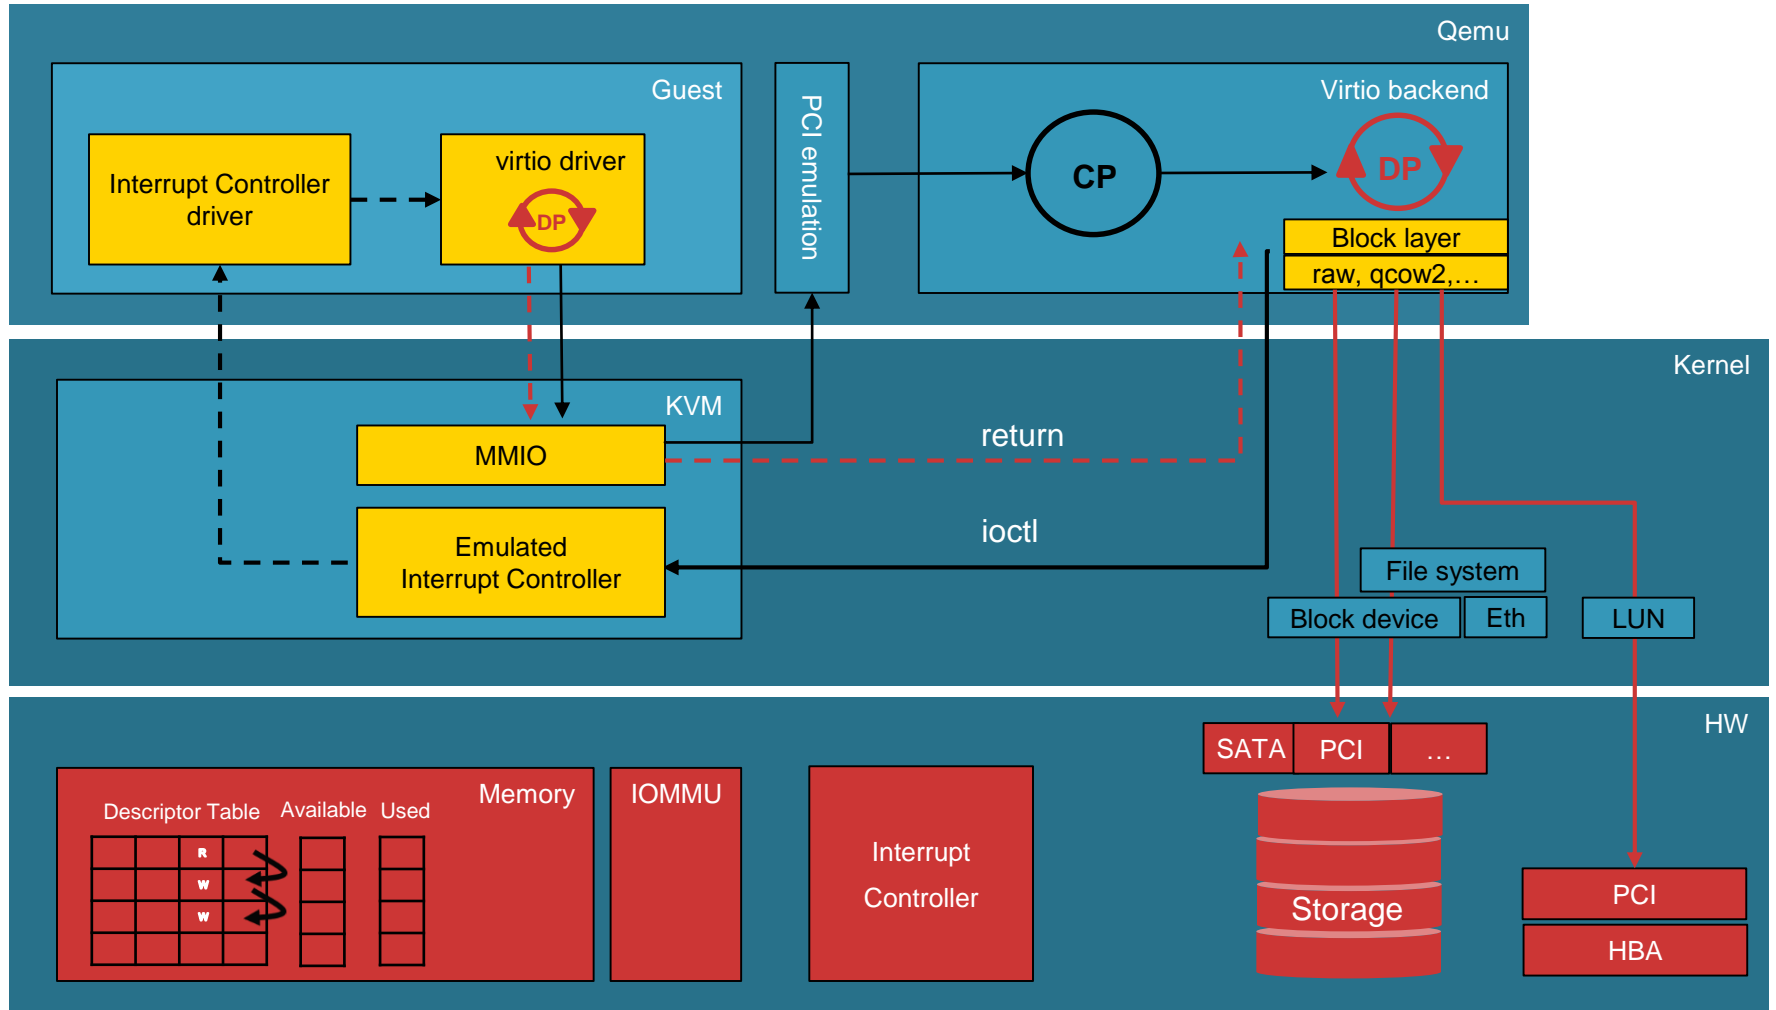 Qemu
Guest
Virtio backend
PCI emulation
Interrupt Controller
driver
virtio driver
DP
CP
DP
Block layer
raw, qcow2,…
Kernel
KVM
MMIO
return
Emulated
Interrupt Controller
ioctl
File system
Block device
Eth
LUN
HW
SATA
PCI
…
Memory
Descriptor Table
Available
Used
R
W
W
IOMMU
Interrupt
Controller
Storage
PCI
HBA